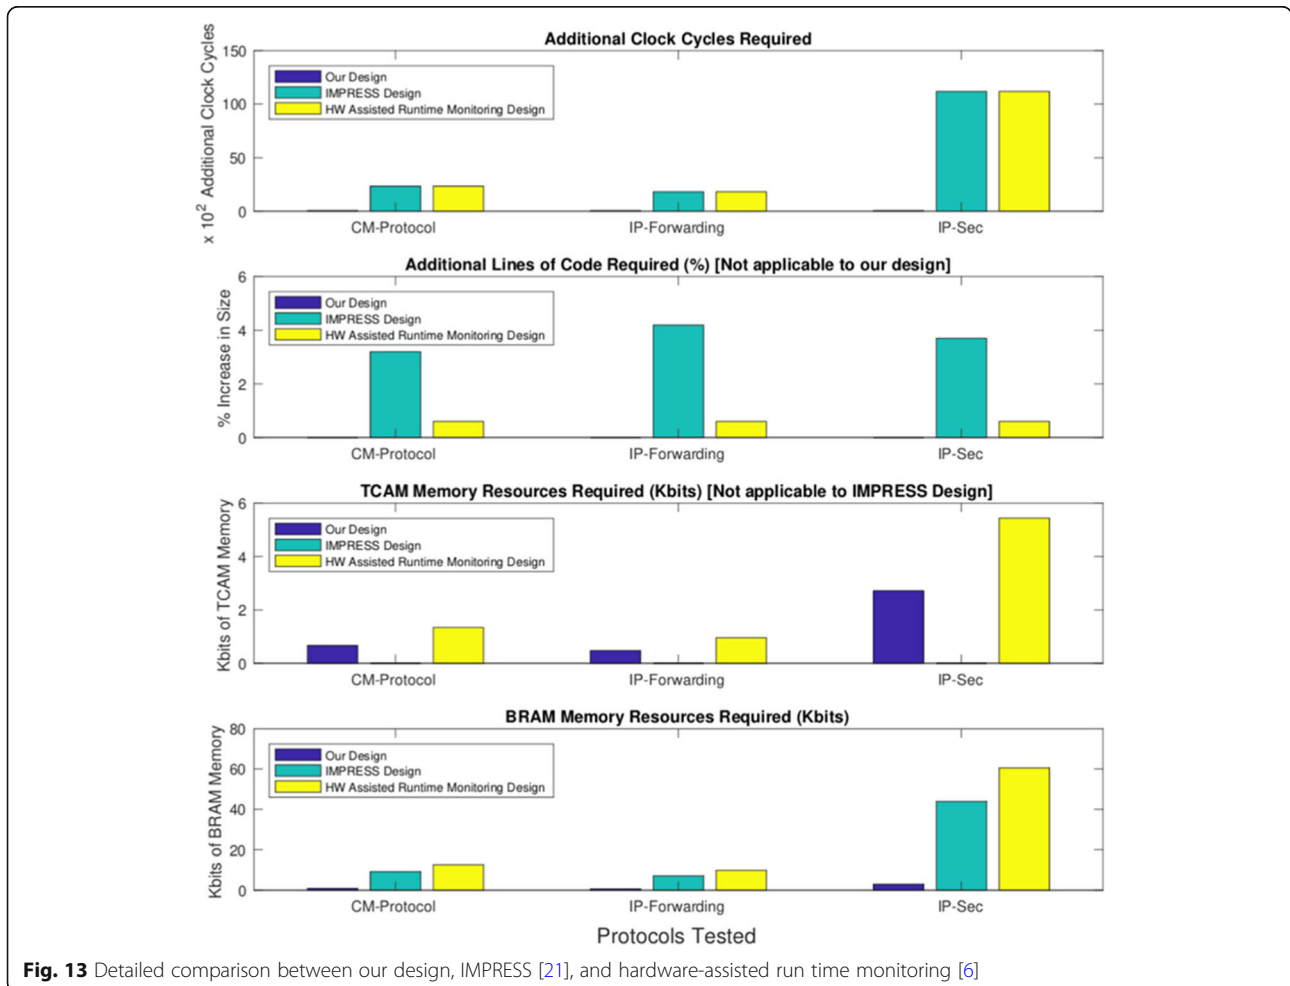 Additional Clock Cycles Required
x 10² Additional Clock Cycles
150
100
50
0
Our Design
IMPRESS Design
HW Assisted Runtime Monitoring Design
CM-Protocol IP-Forwarding IP-Sec
Additional Lines of Code Required (%) [Not applicable to our design]
% Increase in Size
6
4
2
0
Our Design
IMPRESS Design
HW Assisted Runtime Monitoring Design
CM-Protocol IP-Forwarding IP-Sec
TCAM Memory Resources Required (Kbits) [Not applicable to IMPRESS Design]
Kbits of TCAM Memory
6
4
2
0
Our Design
IMPRESS Design
HW Assisted Runtime Monitoring Design
CM-Protocol IP-Forwarding IP-Sec
BRAM Memory Resources Required (Kbits)
Kbits of BRAM Memory
80
60
40
20
0
Our Design
IMPRESS Design
HW Assisted Runtime Monitoring Design
CM-Protocol IP-Forwarding IP-Sec
Protocols Tested
Fig. 13 Detailed comparison between our design, IMPRESS [21], and hardware-assisted run time monitoring [6]